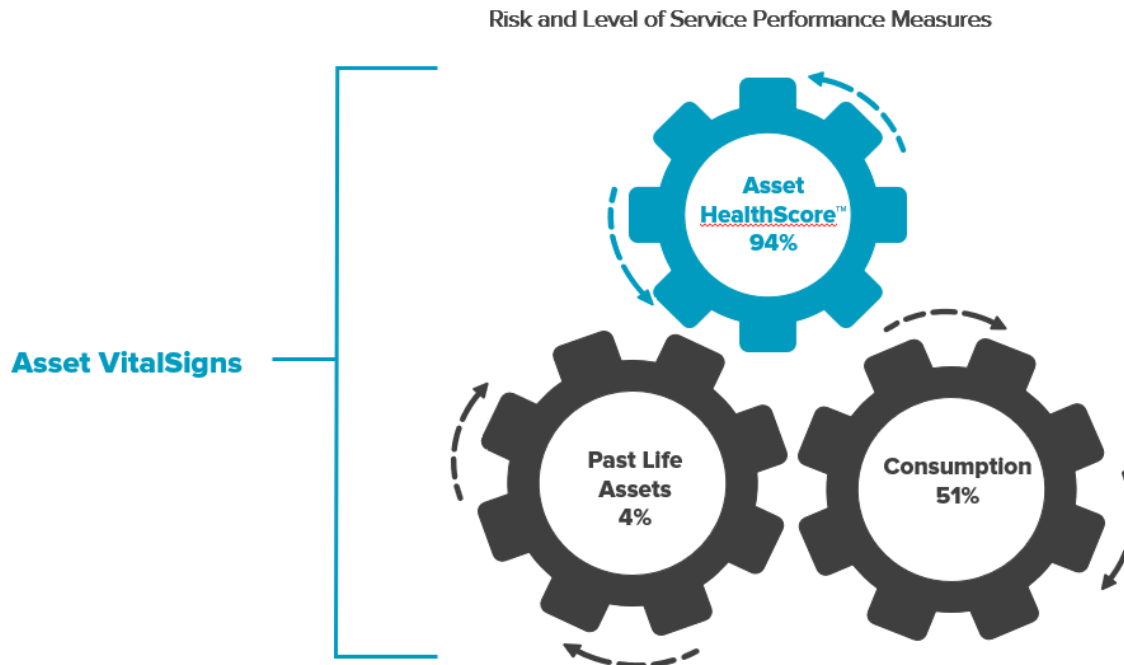 Risk and Level of Service Performance Measures
Asset
HealthScore™
94%
Asset VitalSigns
Past Life
Assets
4%
Consumption
51%